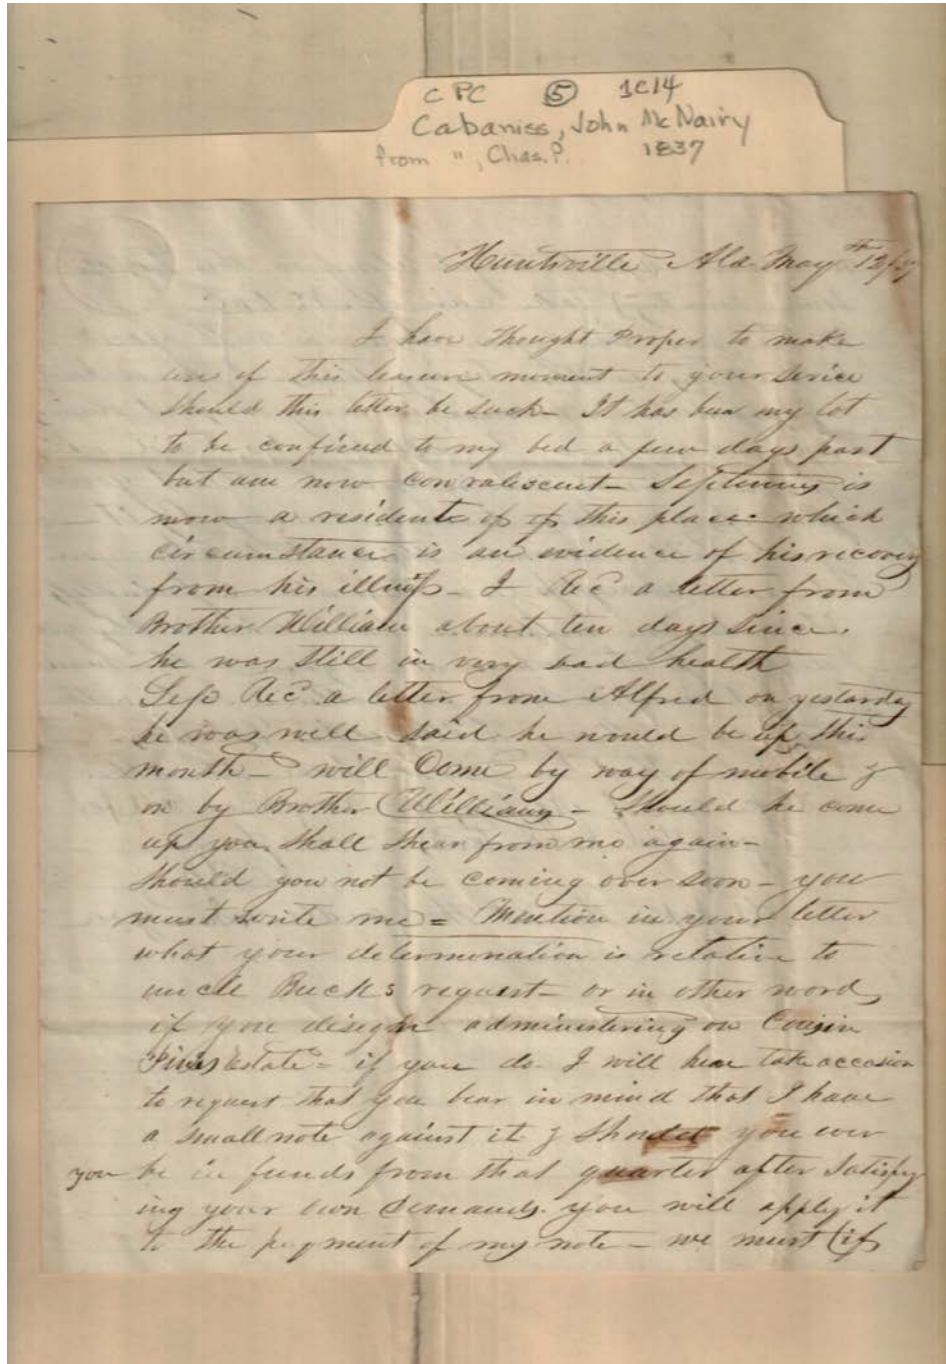 CPC ⑤ 1C14
Cabaniss, John McNairy
from ", Chas. P. 1837
Huntsville Ala May 12th /37
I have thought Proper to make
use of this leasure moment to your service
should this letter be such - It has been my lot
to be confined to my bed a few days past
but am now convalescent - Septimus is
now a resident of of this place which
circumstance is an evidence of his recovery
from his illness - I Rec a letter from
Brother William about ten days since.
he was still in very bad health
Sep Rec a letter from Alfred on yestarday
he was well said he would be up this
month - will Come by way of mobile &
on by Brother Williams - should he come
up you shall hear from me again -
should you not be coming over soon - you
must write me = Mention in your letter
what your determonation is relative to
uncle Bucks request - or in other word,
if you disegn administering on Cousin
estate - if you do I will here take occasion
to request that you bear in mind that I have
a small note against it & should you ever
you be in funds from that quarter after satisfy
ing your own demands you will apply it
to the payment of my note - we must (if